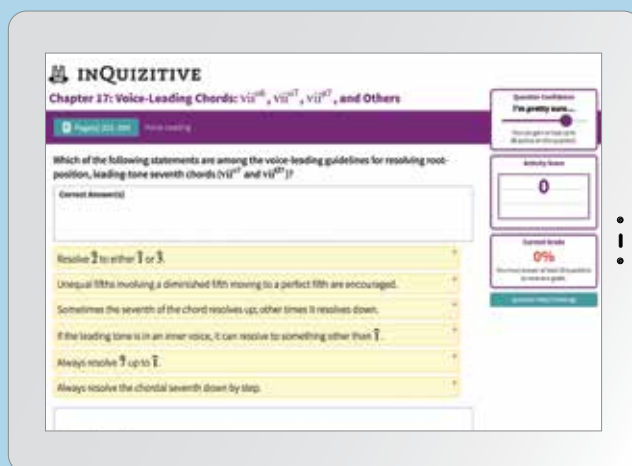 INQUIZITIVE
Chapter 17: Voice-Leading Chords: vii°⁶, vii°⁷, viiø⁷, and Others
Voice Leading
Question Confidence
I'm pretty sure...
Which of the following statements are among the voice-leading guidelines for resolving root-
position, leading-tone seventh chords (vii°⁷ and viiø⁷)?
Correct Answer(s)
Activity Score
0
Resolve 2̂ to either 1̂ or 3̂.
Unequal fifths involving a diminished fifth moving to a perfect fifth are encouraged.
Sometimes the seventh of the chord resolves up; other times it resolves down.
If the leading tone is in an inner voice, it can resolve to something other than 1̂.
Always resolve 7̂ up to 1̂.
Always resolve the chordal seventh down by step.
Current Grade
0%